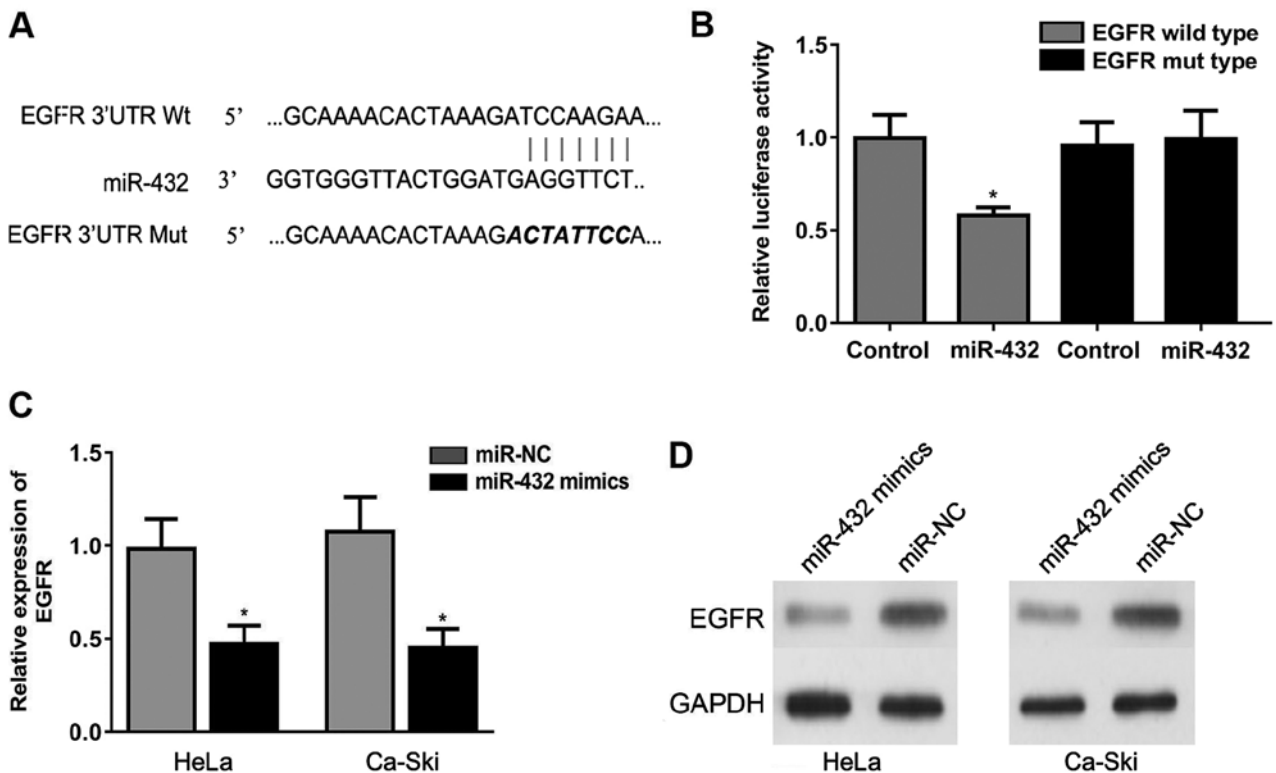 A
EGFR 3'UTR Wt 5' ...GCAAAACACTAAAGATCCAAGAA...
miR-432 3' GGTGGGTTACTGGATGAGGTTCT..
EGFR 3'UTR Mut 5' ...GCAAAACACTAAAGACTATTCCA...
B
EGFR wild type
EGFR mut type
Relative luciferase activity
1.5
1.0
0.5
0.0
*
Control miR-432 Control miR-432
C
miR-NC
miR-432 mimics
Relative expression of
EGFR
1.5
1.0
0.5
0.0
* *
HeLa Ca-Ski
D
miR-432 mimics miR-NC miR-432 mimics miR-NC
EGFR
GAPDH
HeLa Ca-Ski